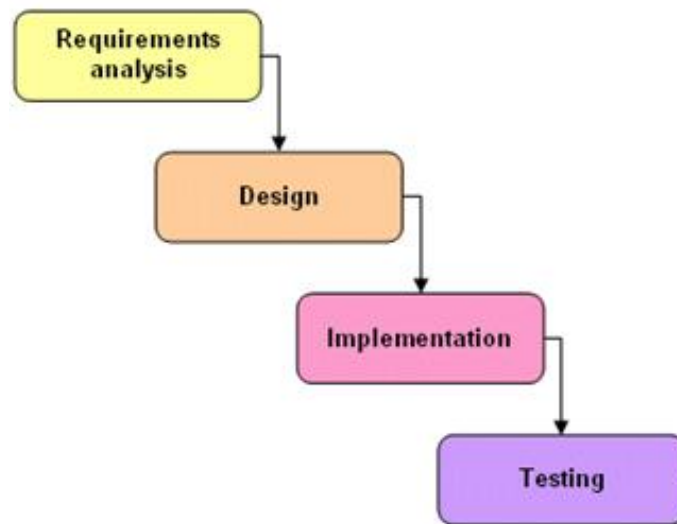 Requirements
analysis
Design
Implementation
Testing